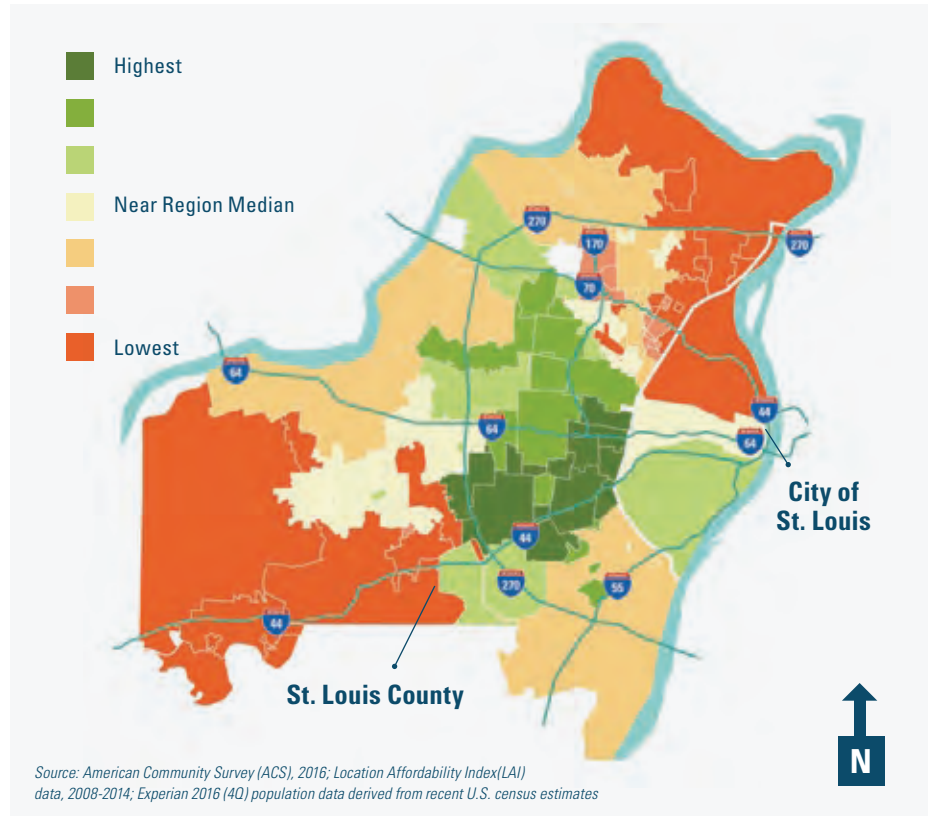 Highest
Near Region Median
Lowest
270
170
270
70
64
64
44
64
City of
St. Louis
44
270
55
44
St. Louis County
N
Source: American Community Survey (ACS), 2016; Location Affordability Index(LAI)
data, 2008-2014; Experian 2016 (4Q) population data derived from recent U.S. census estimates